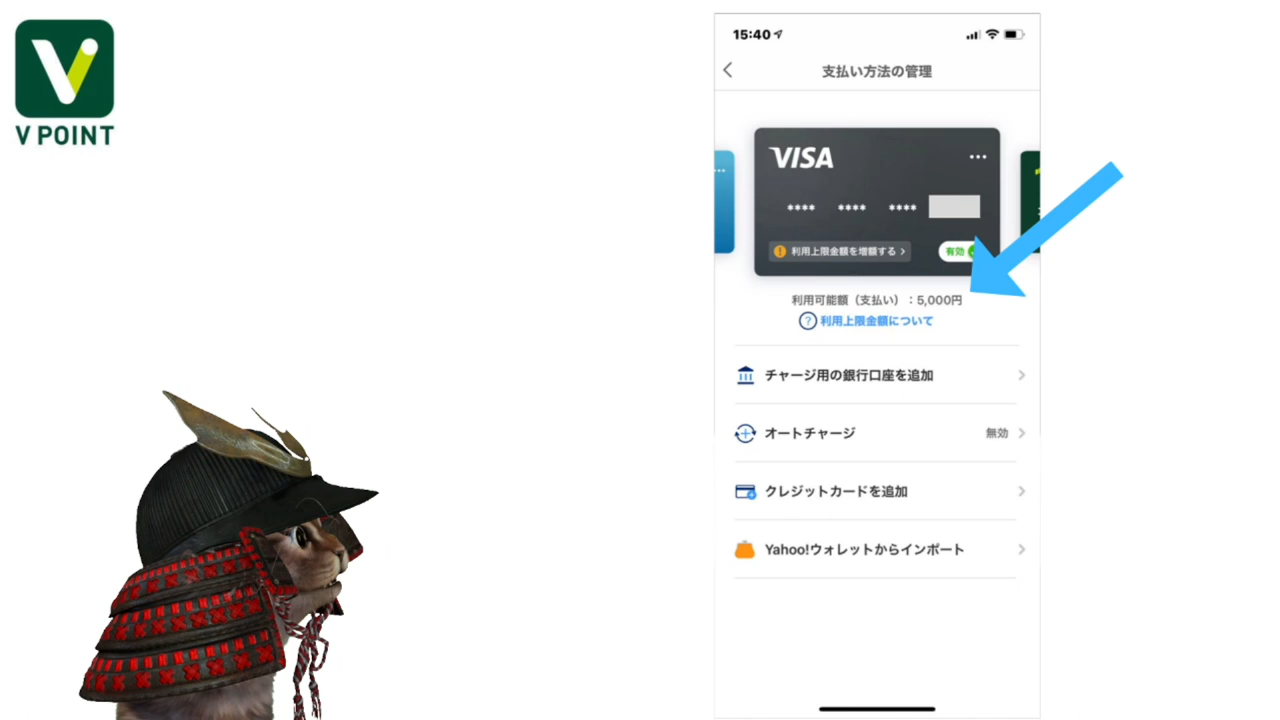 V POINT
15:40
支払い方法の管理
VISA
**** **** ****
利用上限金額を増額する
有効
利用可能額（支払い）：5,000円
? 利用上限金額について
チャージ用の銀行口座を追加
オートチャージ 無効
クレジットカードを追加
Yahoo!ウォレットからインポート